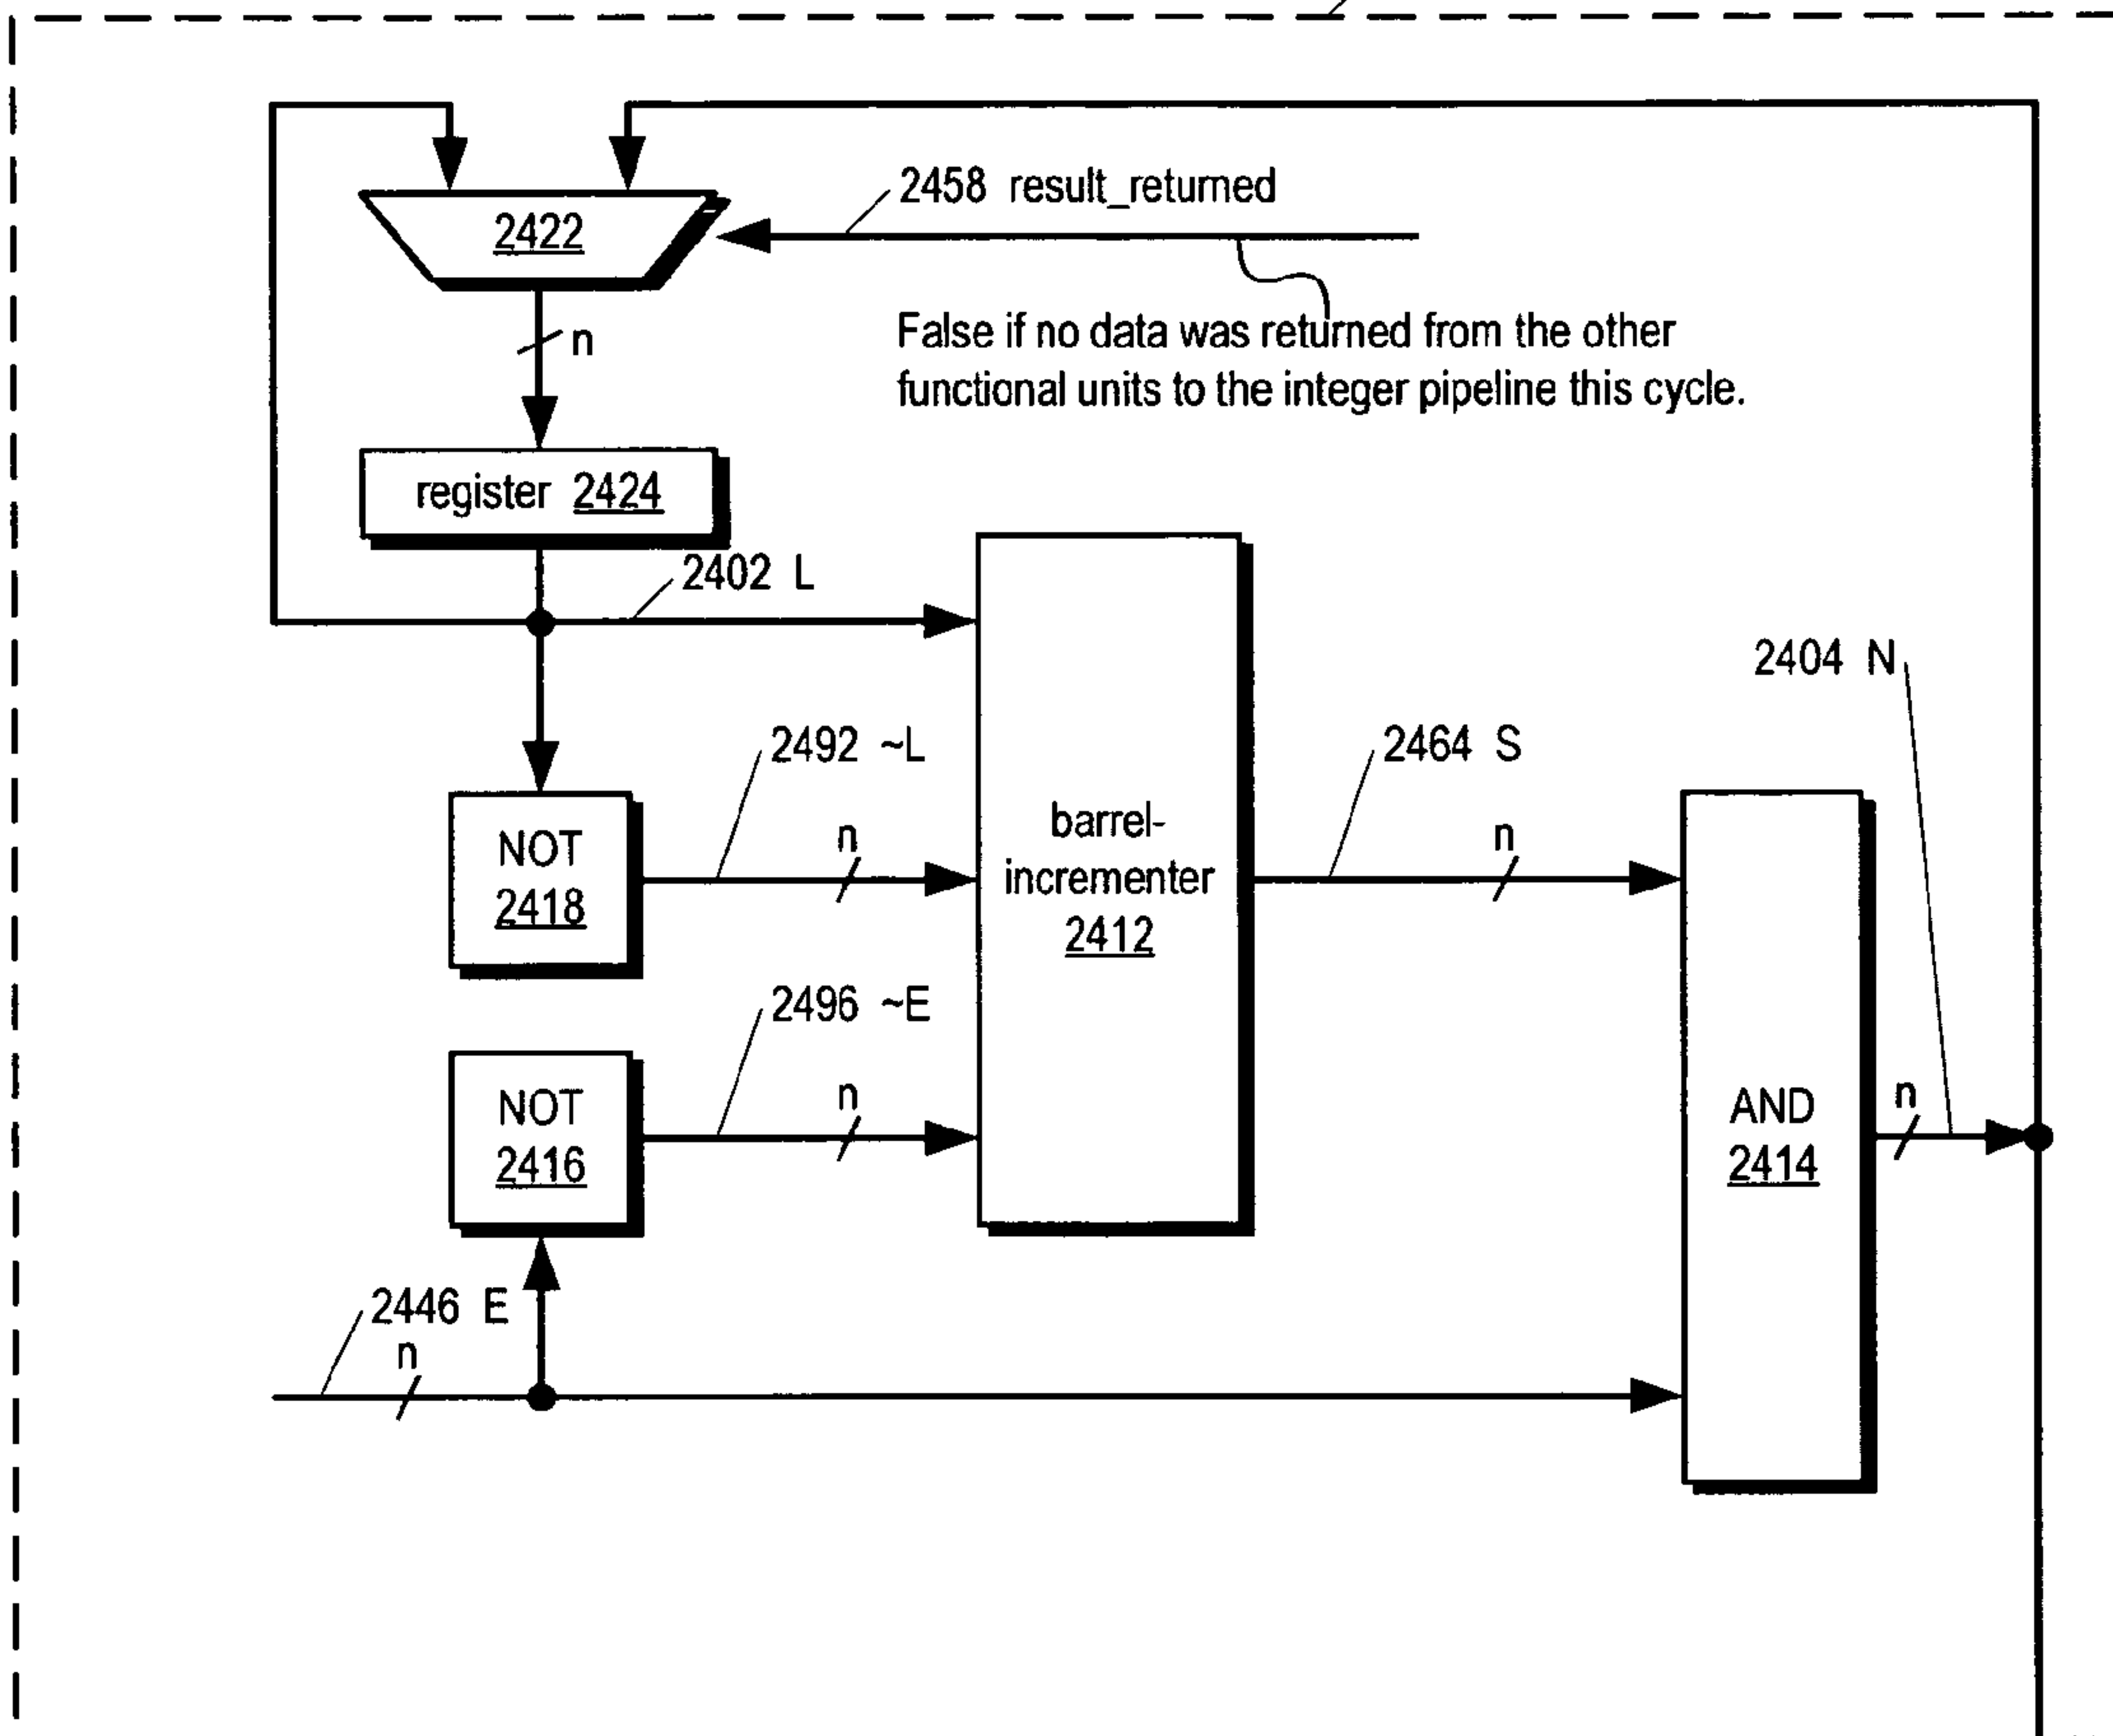 2422
2458 result_returned
n
False if no data was returned from the other
functional units to the integer pipeline this cycle.
register 2424
2402 L
2404 N
2492 ~L
2464 S
NOT
2418
n
barrel-
incrementer
2412
n
2496 ~E
NOT
2416
n
AND
2414
n
2446 E
n